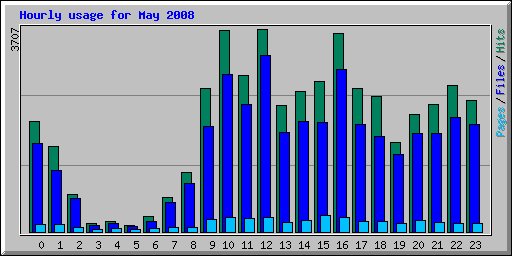 Hourly usage for May 2008
3707
Pages/Files/Hits
0 1 2 3 4 5 6 7 8 9 10 11 12 13 14 15 16 17 18 19 20 21 22 23